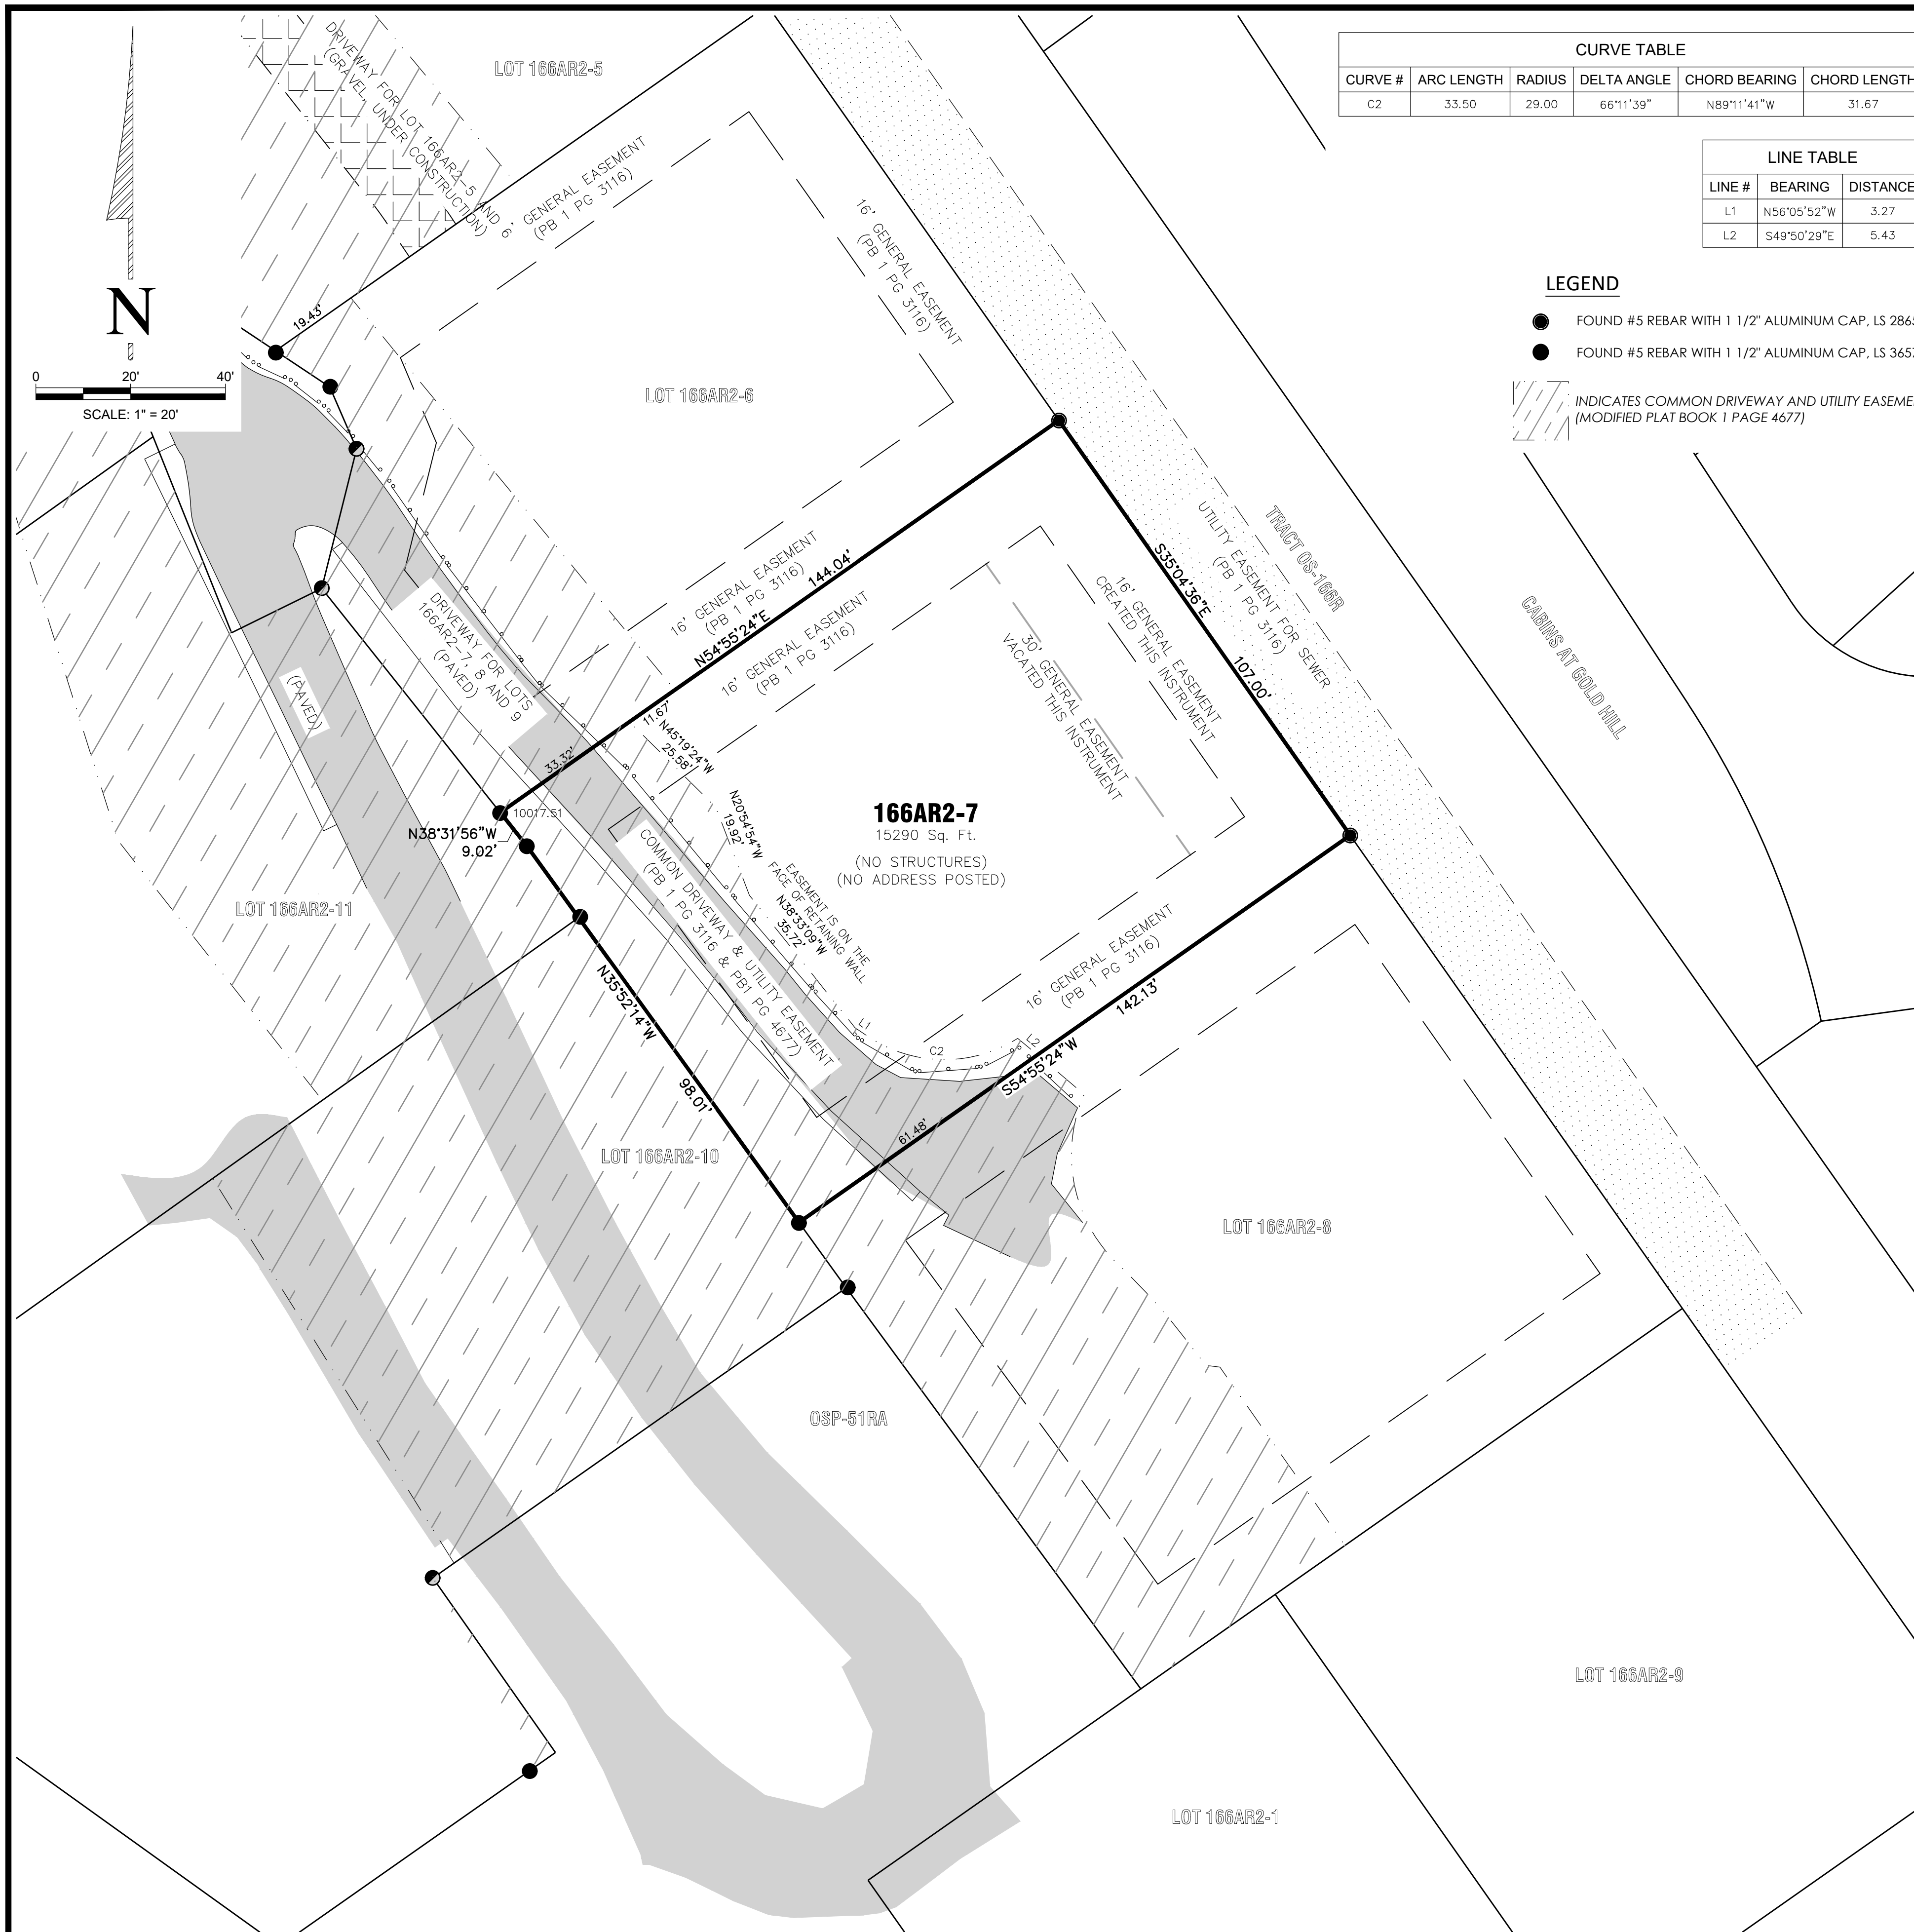 CURVE TABLE
CURVE # ARC LENGTH RADIUS DELTA ANGLE CHORD BEARING CHORD LENGTH
C2 33.50 29.00 66°11'39" N89°11'41"W 31.67
LINE TABLE
LINE # BEARING DISTANCE
L1 N56°05'52"W 3.27
L2 S49°50'29"E 5.43
LEGEND
FOUND #5 REBAR WITH 1 1/2" ALUMINUM CAP, LS
FOUND #5 REBAR WITH 1 1/2" ALUMINUM CAP, LS
INDICATES COMMON DRIVEWAY AND UTILITY
(MODIFIED PLAT BOOK 1 PAGE 4677)
N
0 20' 40'
SCALE: 1" = 20'
DRIVEWAY FOR LOT 166AR2-5 AND 6
(GRAVEL, UNDER CONSTRUCTION)
LOT 166AR2-5
16' GENERAL EASEMENT
(PB 1 PG 3116)
16' GENERAL EASEMENT
(PB 1 PG 3116)
19.43'
LOT 166AR2-6
16' GENERAL EASEMENT
(PB 1 PG 3116)
N54°55'24"E
144.04'
16' GENERAL EASEMENT
(PB 1 PG 3116)
S35°04'36"E
107.00'
UTILITY EASEMENT FOR SEWER
(PB 1 PG 3116)
TRACT OS-166R
CABINS AT GOLD HILL
16' GENERAL EASEMENT
CREATED THIS INSTRUMENT
30' GENERAL EASEMENT
VACATED THIS INSTRUMENT
DRIVEWAY FOR LOTS
166AR2-7, 8 AND 9
(PAVED)
(PAVED)
33.32'
11.67'
N45°19'24"W
25.58'
N20°54'54"W
19.92'
10017.51
N38°31'56"W
9.02'
166AR2-7
15290 Sq. Ft.
(NO STRUCTURES)
(NO ADDRESS POSTED)
EASEMENT IS ON THE
FACE OF RETAINING WALL
N38°33'09"W
35.72'
COMMON DRIVEWAY & UTILITY EASEMENT
(PB 1 PG 3116 & PB1 PG 4677)
LOT 166AR2-11
N35°52'14"W
98.01'
16' GENERAL EASEMENT
(PB 1 PG 3116)
142.13'
S54°55'24"W
L1
C2
L2
61.48'
LOT 166AR2-10
LOT 166AR2-8
OSP-51RA
LOT 166AR2-9
LOT 166AR2-1